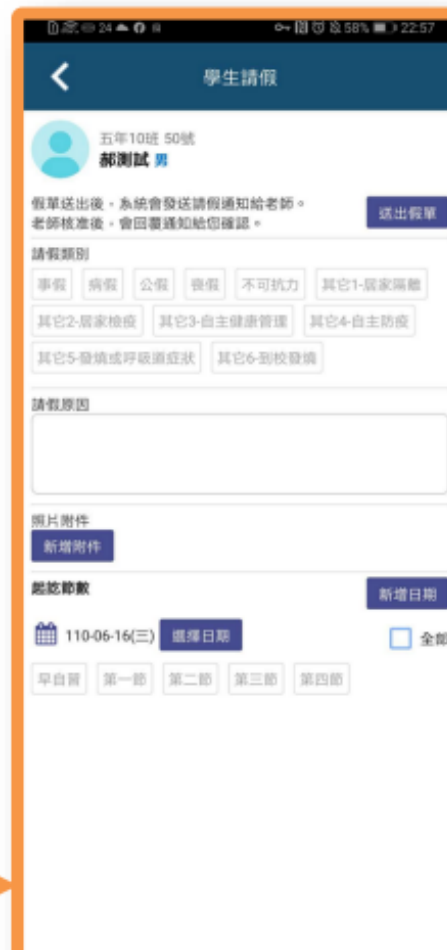 24 58% 22:57
學生請假
五年10班 50號
郝測試 男
假單送出後，系統會發送請假通知給老師。
老師核准後，會回覆通知給您確認。
送出假單
請假類別
事假 病假 公假 喪假 不可抗力 其它1-居家隔離
其它2-居家檢疫 其它3-自主健康管理 其它4-自主防疫
其它5-發燒或呼吸道症狀 其它6-到校發燒
請假原因
照片附件
新增附件
起訖節數 新增日期
110-06-16(三) 選擇日期 全部
早自習 第一節 第二節 第三節 第四節